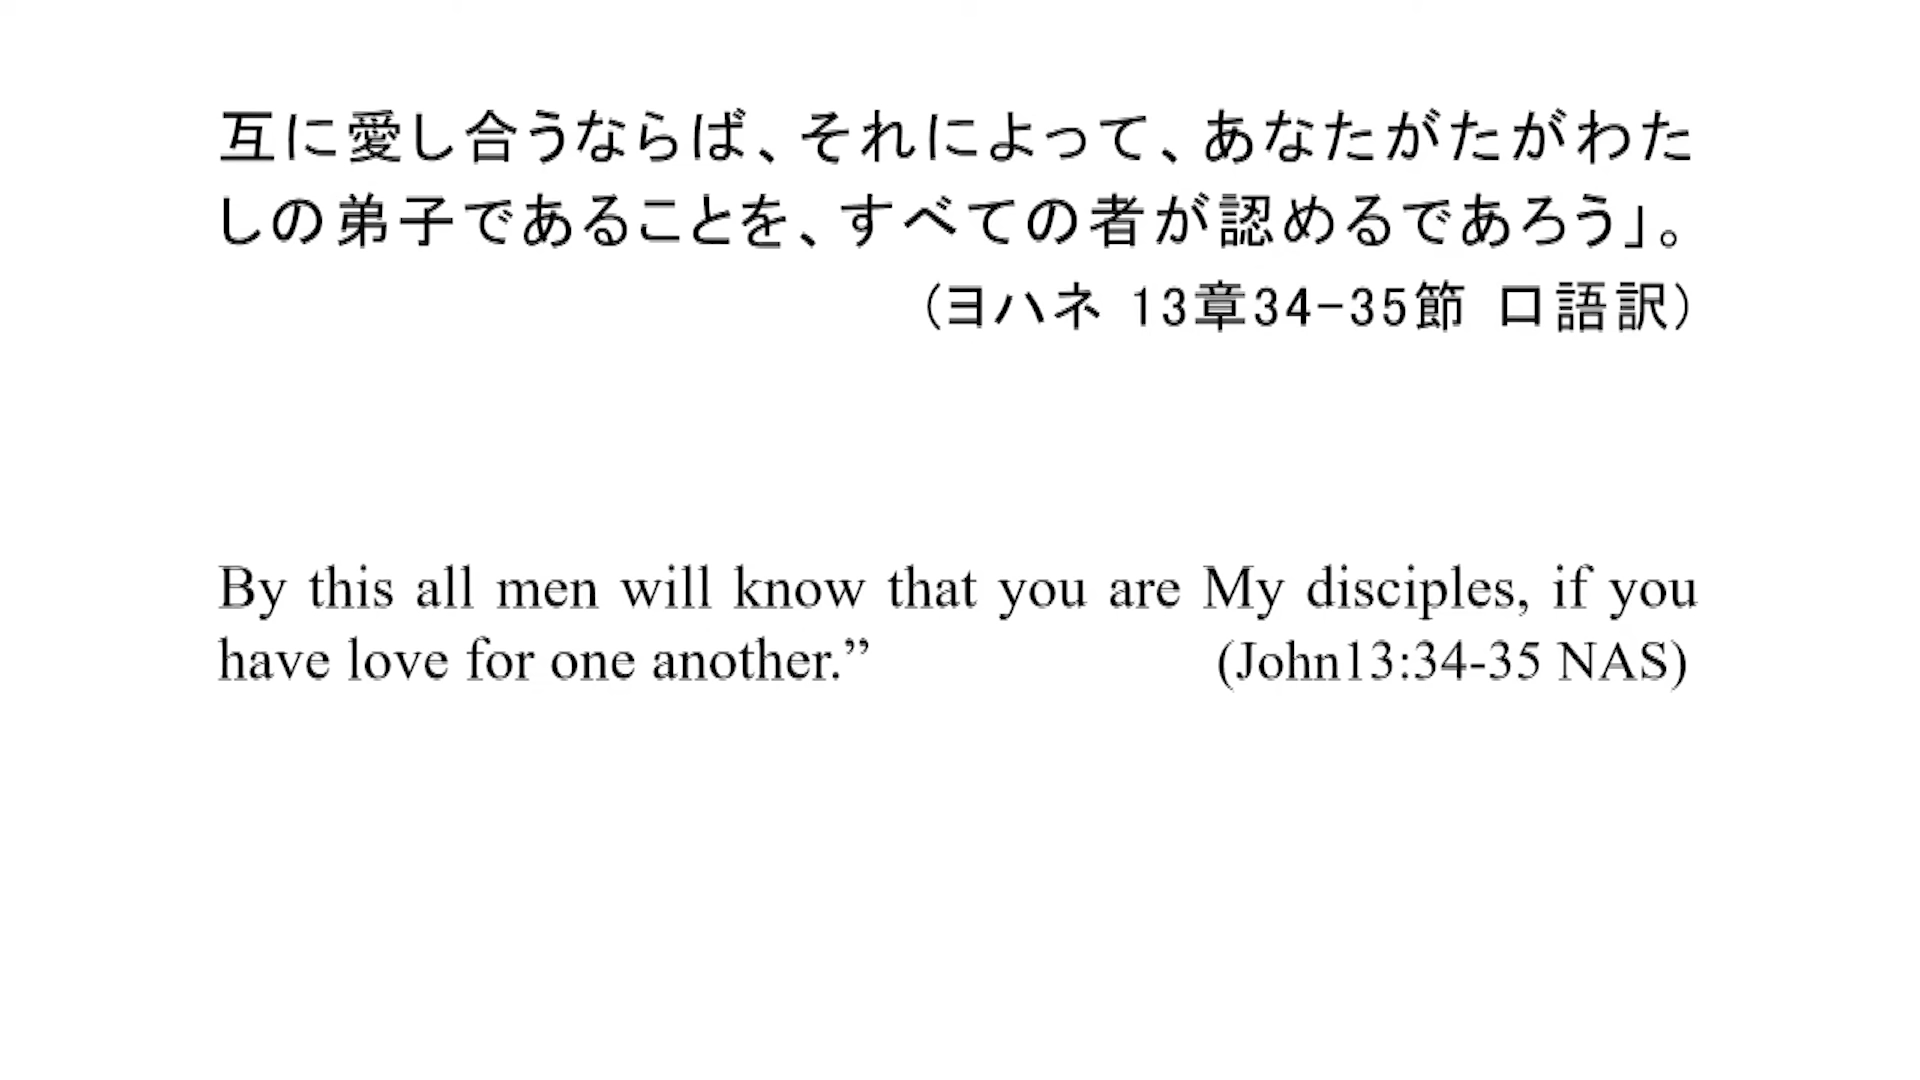 互に愛し合うならば、それによって、あなたがたがわた
しの弟子であることを、すべての者が認めるであろう」。
(ヨハネ 13章34-35節 口語訳)
By this all men will know that you are My disciples, if you
have love for one another.” (John13:34-35 NAS)